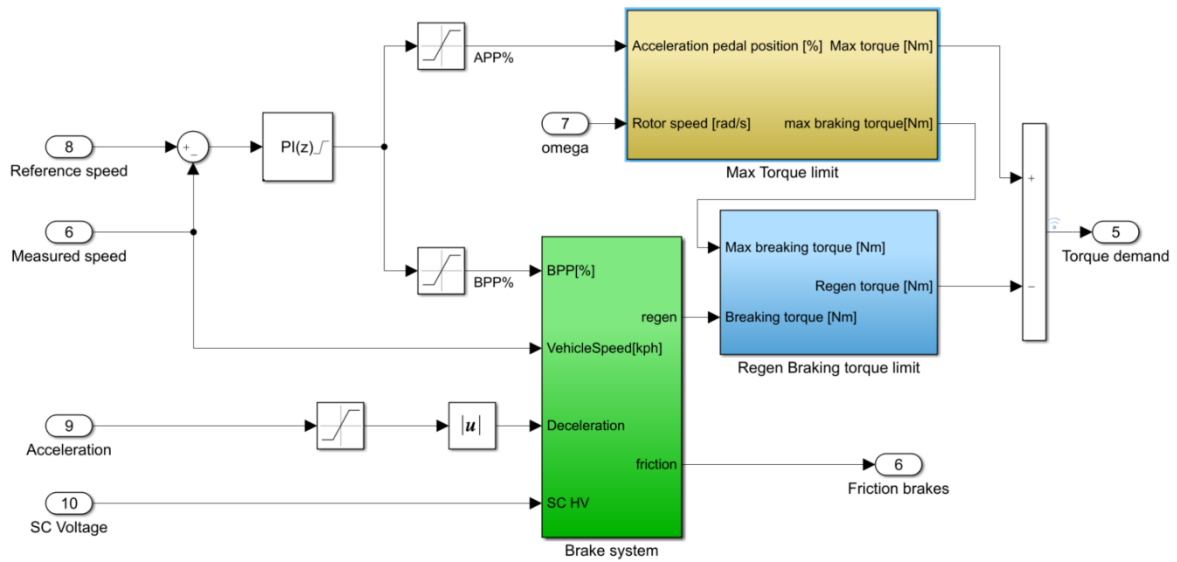 APP%
Acceleration pedal position [%] Max torque [Nm]
Rotor speed [rad/s] max braking torque[Nm]
Max Torque limit
7
omega
8
Reference speed
+
−
PI(z)
6
Measured speed
BPP%
BPP[%]
regen
VehicleSpeed[kph]
Deceleration
friction
SC HV
Brake system
Max breaking torque [Nm]
Regen torque [Nm]
Breaking torque [Nm]
Regen Braking torque limit
+
−
5
Torque demand
9
Acceleration
|u|
10
SC Voltage
6
Friction brakes